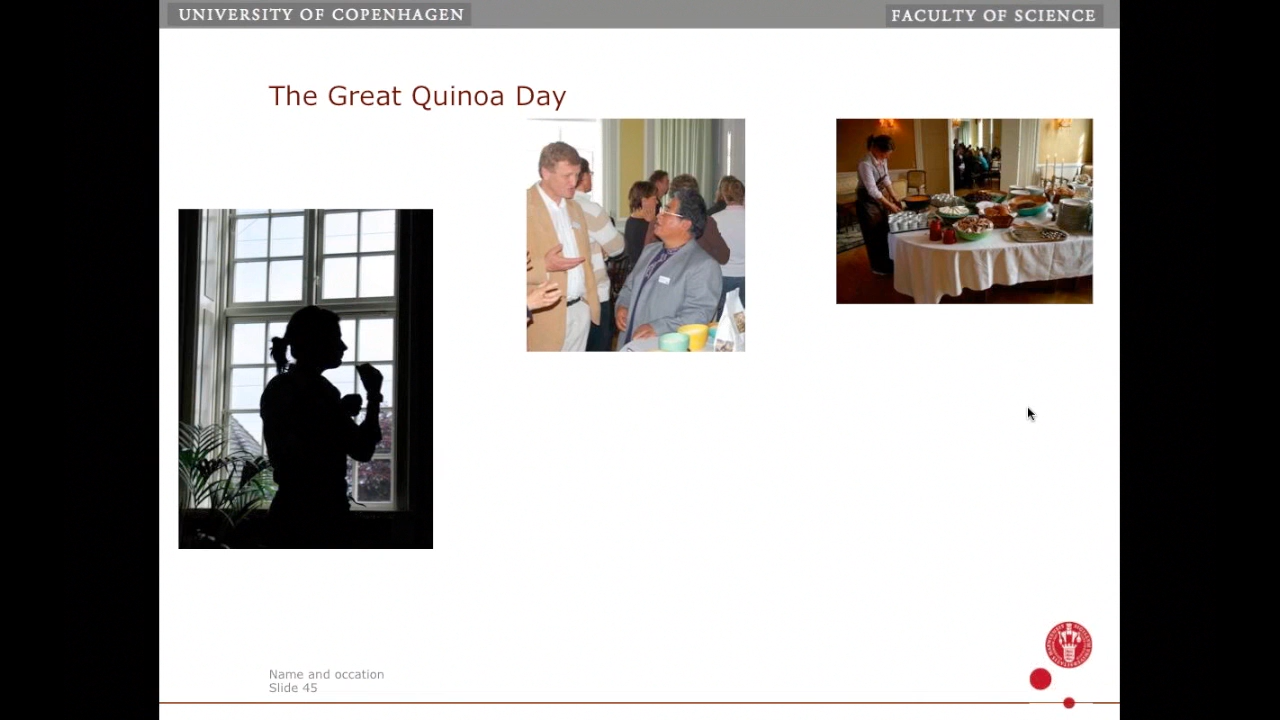 UNIVERSITY OF COPENHAGEN
FACULTY OF SCIENCE
The Great Quinoa Day
Name and occation
Slide 45